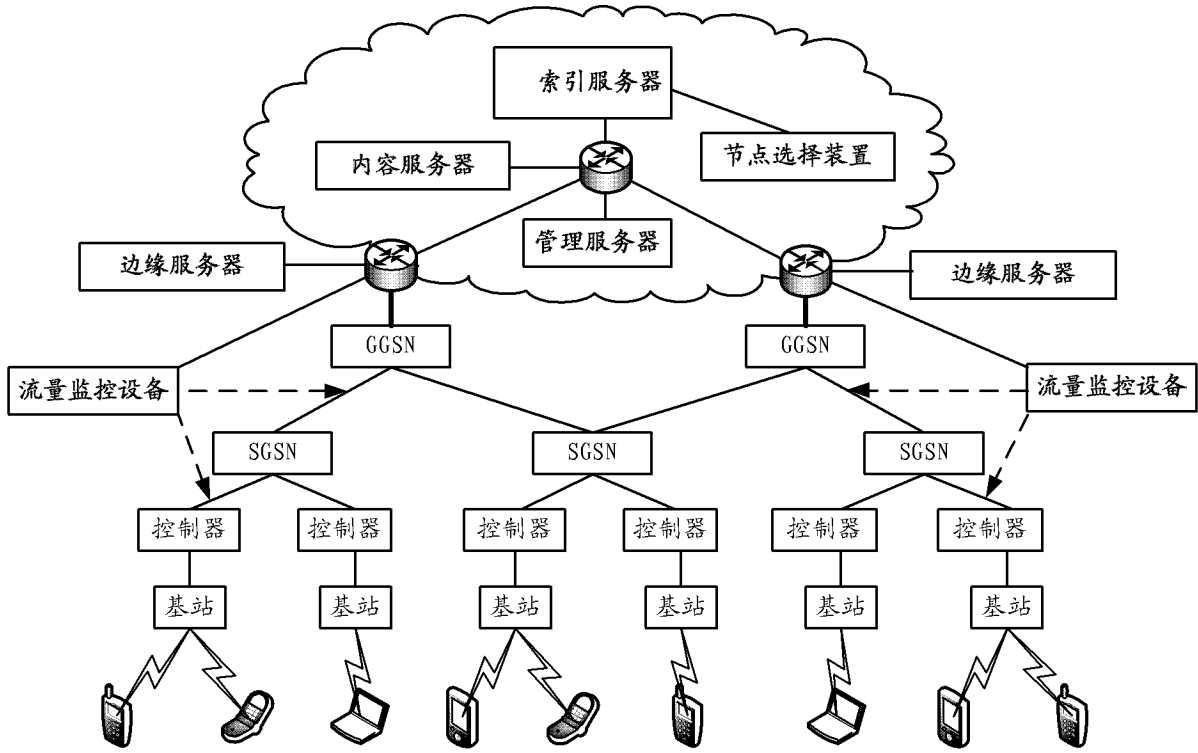 索引服务器
内容服务器
节点选择装置
管理服务器
边缘服务器
边缘服务器
GGSN
GGSN
流量监控设备
流量监控设备
SGSN
SGSN
SGSN
控制器
控制器
控制器
控制器
控制器
控制器
基站
基站
基站
基站
基站
基站